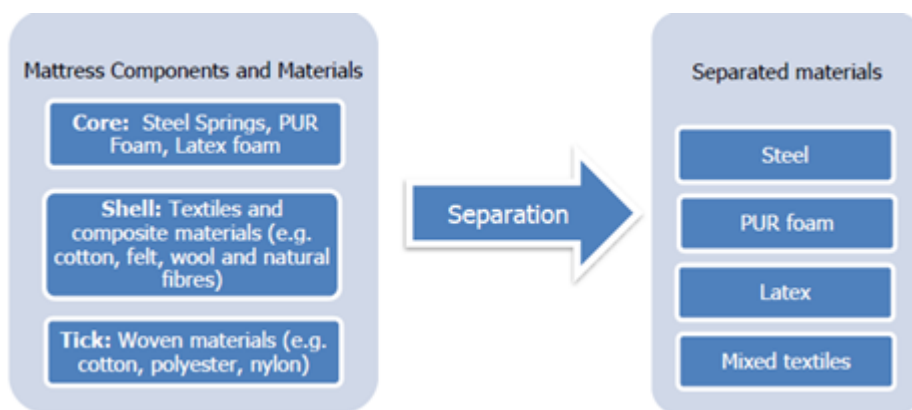 Mattress Components and Materials
Core: Steel Springs, PUR
Foam, Latex foam
Shell: Textiles and
composite materials (e.g.
cotton, felt, wool and natural
fibres)
Tick: Woven materials (e.g.
cotton, polyester, nylon)
Separation
Separated materials
Steel
PUR foam
Latex
Mixed textiles